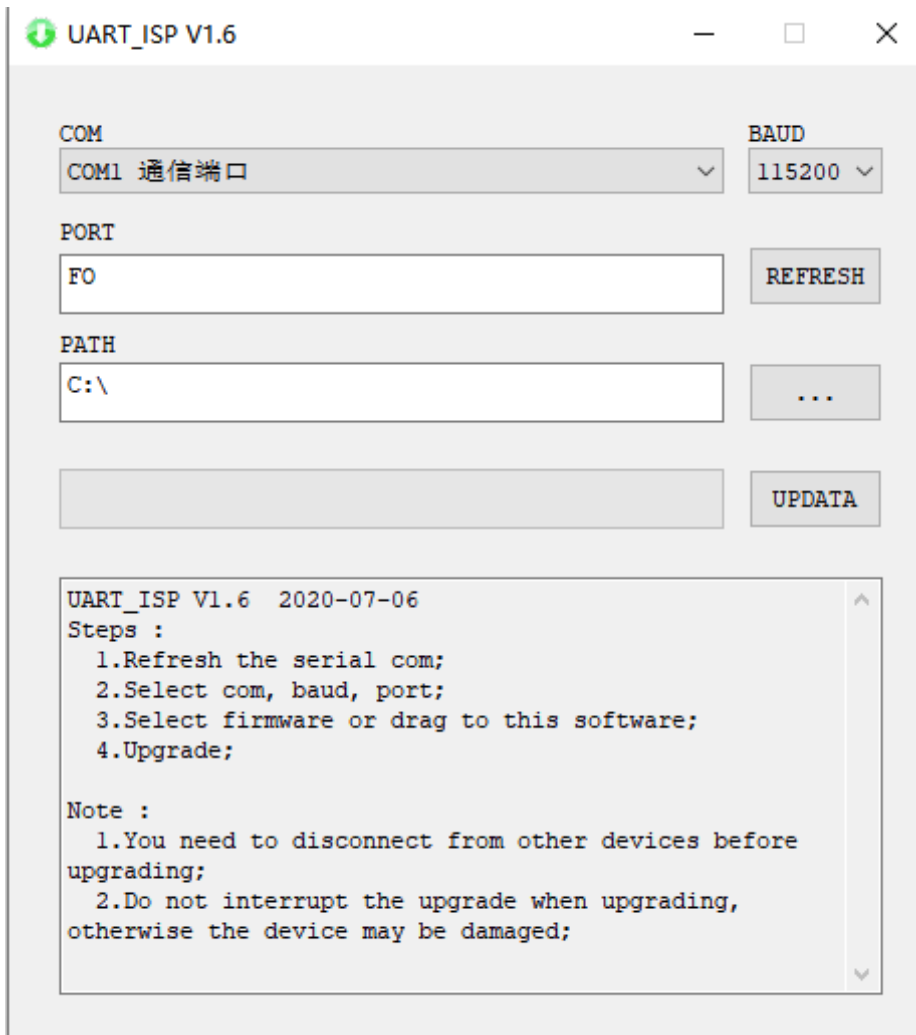 UART_ISP V1.6
COM
BAUD
COM1 通信端口
115200
PORT
FO
REFRESH
PATH
C:\
...
UPDATA
UART_ISP V1.6  2020-07-06
Steps :
1.Refresh the serial com;
2.Select com, baud, port;
3.Select firmware or drag to this software;
4.Upgrade;
Note :
1.You need to disconnect from other devices before
upgrading;
2.Do not interrupt the upgrade when upgrading,
otherwise the device may be damaged;